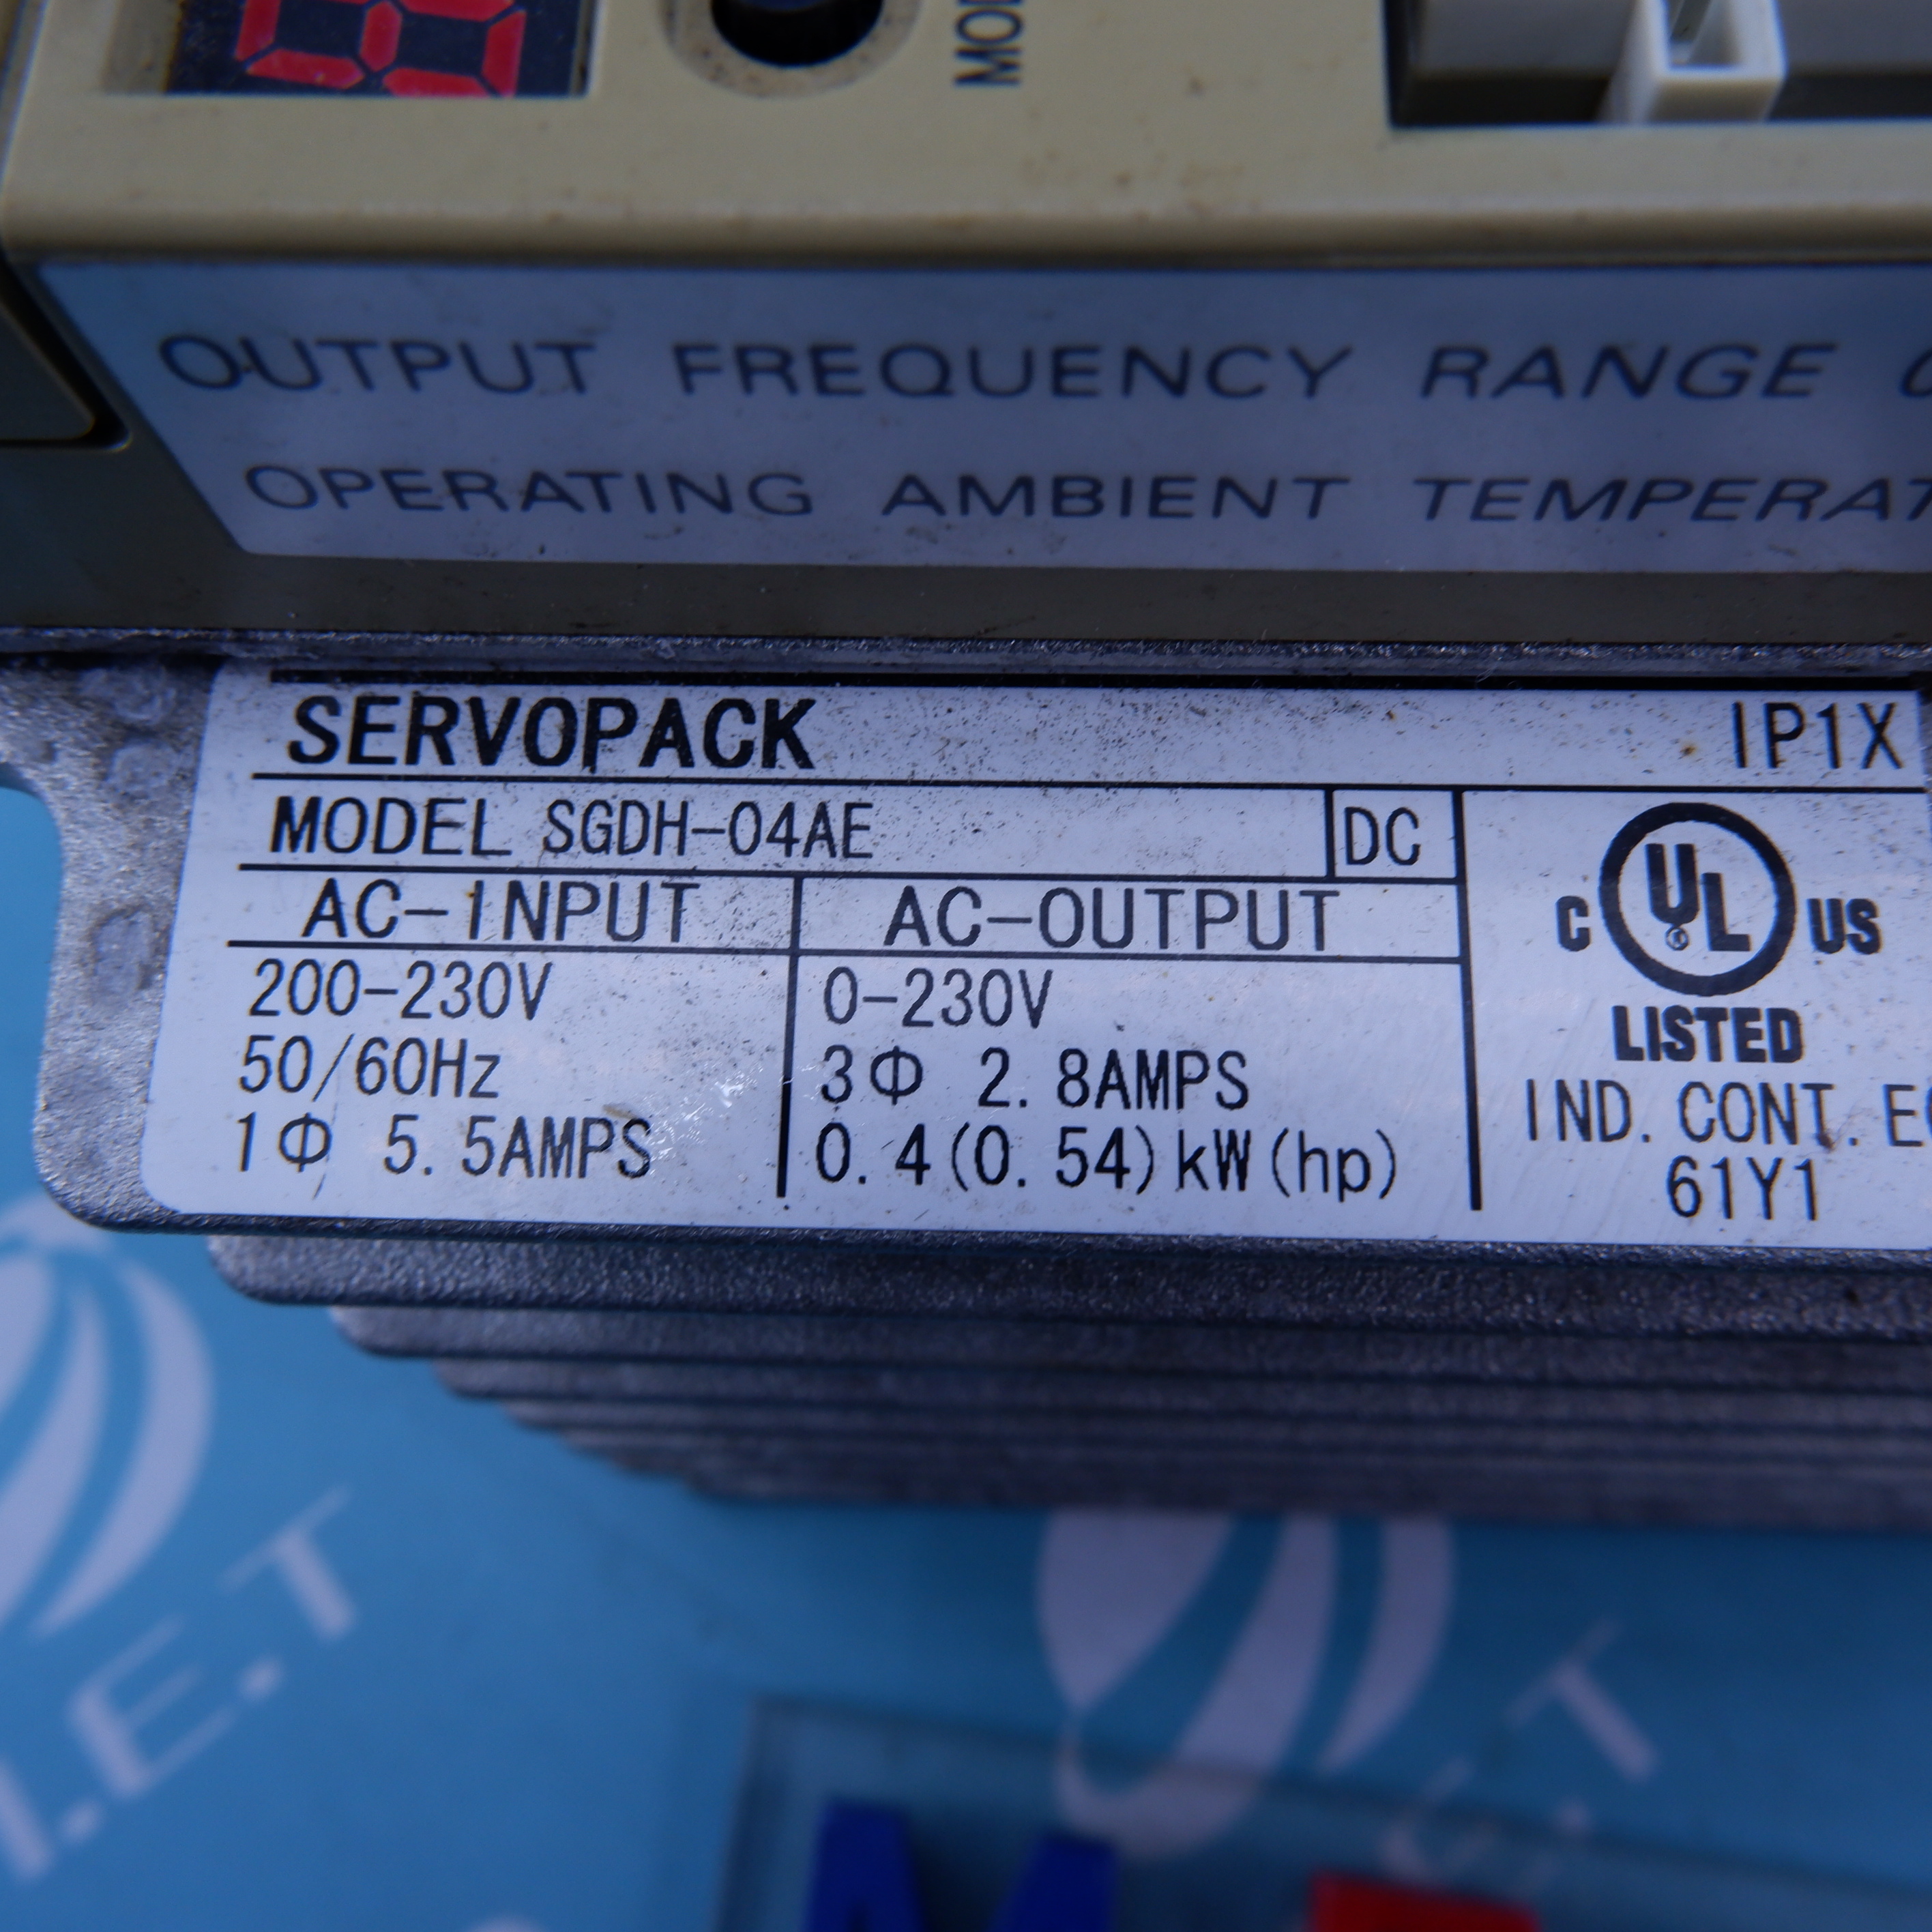 OUTPUT FREQUENCY RANGE
OPERATING AMBIENT
SERVOPACK IP1X
MODEL SGDH-04AE DC
AC-INPUT AC-OUTPUT
200-230V 0-230V
50/60Hz 3Φ 2.8AMPS
1Φ 5.5AMPS 0.4(0.54)kW(hp)
C UL ® US
LISTED
IND. CONT.
61Y1